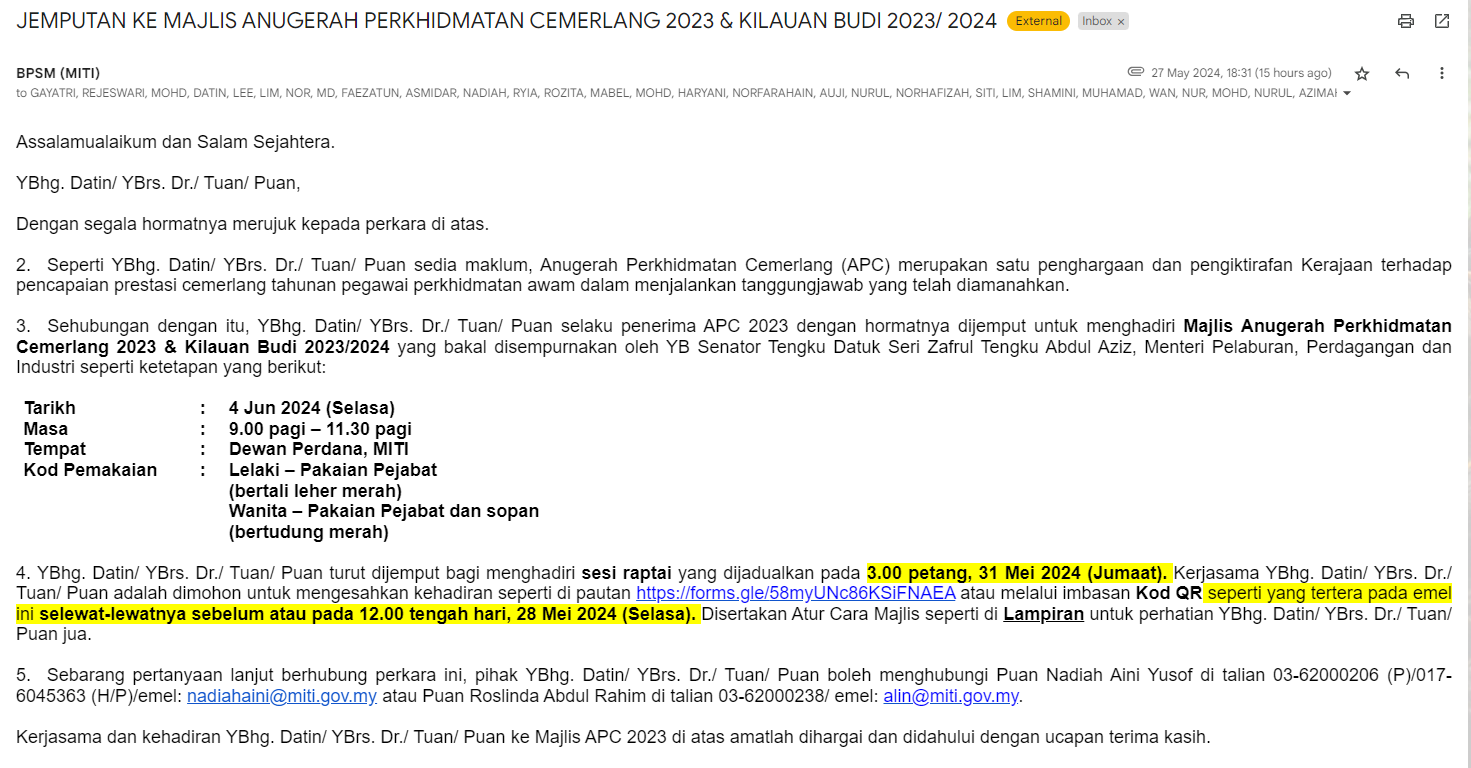 JEMPUTAN KE MAJLIS ANUGERAH PERKHIDMATAN CEMERLANG 2023 & KILAUAN BUDI 2023/ 2024 External Inbox ×
BPSM (MITI) 27 May 2024, 18:31 (15 hours ago)
to GAYATRI, REJESWARI, MOHD, DATIN, LEE, LIM, NOR, MD, FAEZATUN, ASMIDAR, NADIAH, RYIA, ROZITA, MABEL, MOHD, HARYANI, NORFARAHAIN, AUJI, NURUL, NORHAFIZAH, SITI, LIM, SHAMINI, MUHAMAD, WAN, NUR, MOHD, NURUL, AZIMAH
Assalamualaikum dan Salam Sejahtera.
YBhg. Datin/ YBrs. Dr./ Tuan/ Puan,
Dengan segala hormatnya merujuk kepada perkara di atas.
2. Seperti YBhg. Datin/ YBrs. Dr./ Tuan/ Puan sedia maklum, Anugerah Perkhidmatan Cemerlang (APC) merupakan satu penghargaan dan pengiktirafan Kerajaan terhadap
pencapaian prestasi cemerlang tahunan pegawai perkhidmatan awam dalam menjalankan tanggungjawab yang telah diamanahkan.
3. Sehubungan dengan itu, YBhg. Datin/ YBrs. Dr./ Tuan/ Puan selaku penerima APC 2023 dengan hormatnya dijemput untuk menghadiri Majlis Anugerah Perkhidmatan
Cemerlang 2023 & Kilauan Budi 2023/2024 yang bakal disempurnakan oleh YB Senator Tengku Datuk Seri Zafrul Tengku Abdul Aziz, Menteri Pelaburan, Perdagangan dan
Industri seperti ketetapan yang berikut:
Tarikh : 4 Jun 2024 (Selasa)
Masa : 9.00 pagi – 11.30 pagi
Tempat : Dewan Perdana, MITI
Kod Pemakaian : Lelaki – Pakaian Pejabat
(bertali leher merah)
Wanita – Pakaian Pejabat dan sopan
(bertudung merah)
4. YBhg. Datin/ YBrs. Dr./ Tuan/ Puan turut dijemput bagi menghadiri sesi raptai yang dijadualkan pada 3.00 petang, 31 Mei 2024 (Jumaat). Kerjasama YBhg. Datin/ YBrs. Dr./
Tuan/ Puan adalah dimohon untuk mengesahkan kehadiran seperti di pautan https://forms.gle/58myUNc86KSiFNAEA atau melalui imbasan Kod QR seperti yang tertera pada emel
ini selewat-lewatnya sebelum atau pada 12.00 tengah hari, 28 Mei 2024 (Selasa). Disertakan Atur Cara Majlis seperti di Lampiran untuk perhatian YBhg. Datin/ YBrs. Dr./ Tuan/
Puan jua.
5. Sebarang pertanyaan lanjut berhubung perkara ini, pihak YBhg. Datin/ YBrs. Dr./ Tuan/ Puan boleh menghubungi Puan Nadiah Aini Yusof di talian 03-62000206 (P)/017-
6045363 (H/P)/emel: nadiahaini@miti.gov.my atau Puan Roslinda Abdul Rahim di talian 03-62000238/ emel: alin@miti.gov.my.
Kerjasama dan kehadiran YBhg. Datin/ YBrs. Dr./ Tuan/ Puan ke Majlis APC 2023 di atas amatlah dihargai dan didahului dengan ucapan terima kasih.